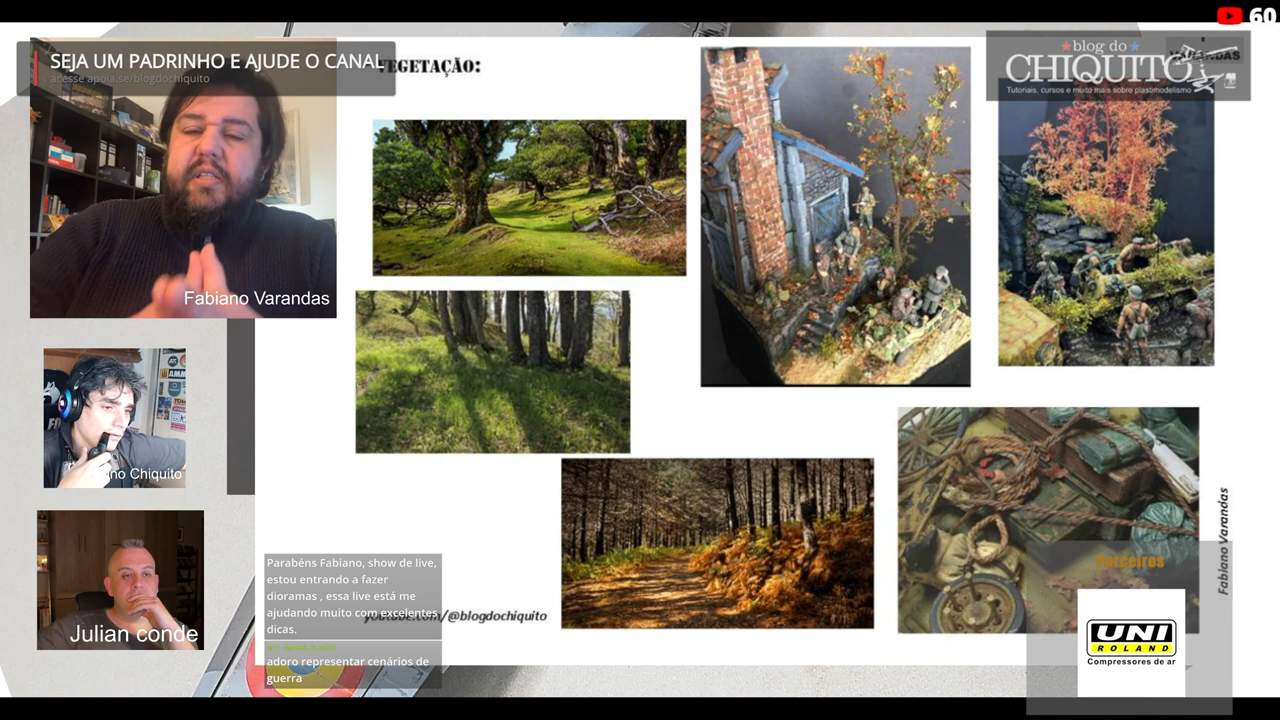 60
SEJA UM PADRINHO E AJUDE O CANAL
acesse apoia.se/blogdochiquito
VEGETAÇÃO:
blog do
CHIQUITO
Tutoriais, cursos e muito mais sobre plastimodelismo
VARANDAS
Fabiano Varandas
no Chiquito
Julian conde
Parabéns Fabiano, show de live,
estou entrando a fazer
dioramas , essa live está me
ajudando muito com excelentes
dicas.
adoro representar cenários de
guerra
youtube.com/@blogdochiquito
Fabiano Varandas
Parceiros
UNI
ROLAND
Compressores de ar